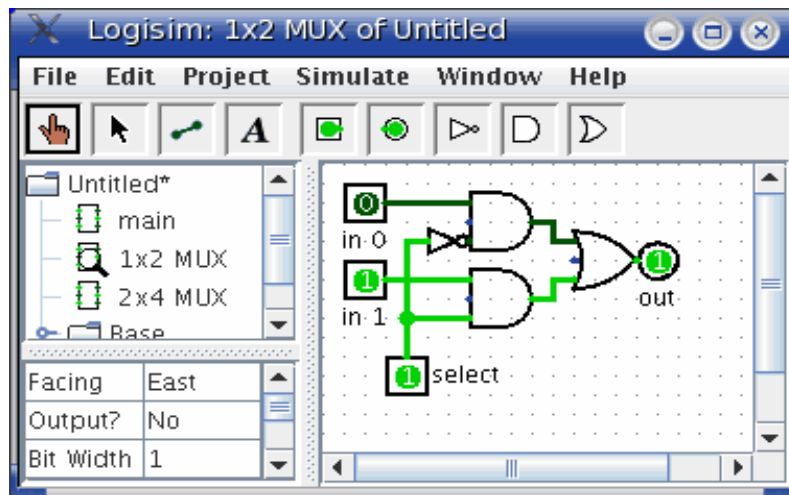 Logisim: 1x2 MUX of Untitled
File Edit Project Simulate Window Help
A
Untitled*
main
1x2 MUX
2x4 MUX
Base
Facing East
Output? No
Bit Width 1
0
in 0
1
in 1
1
out
1
select